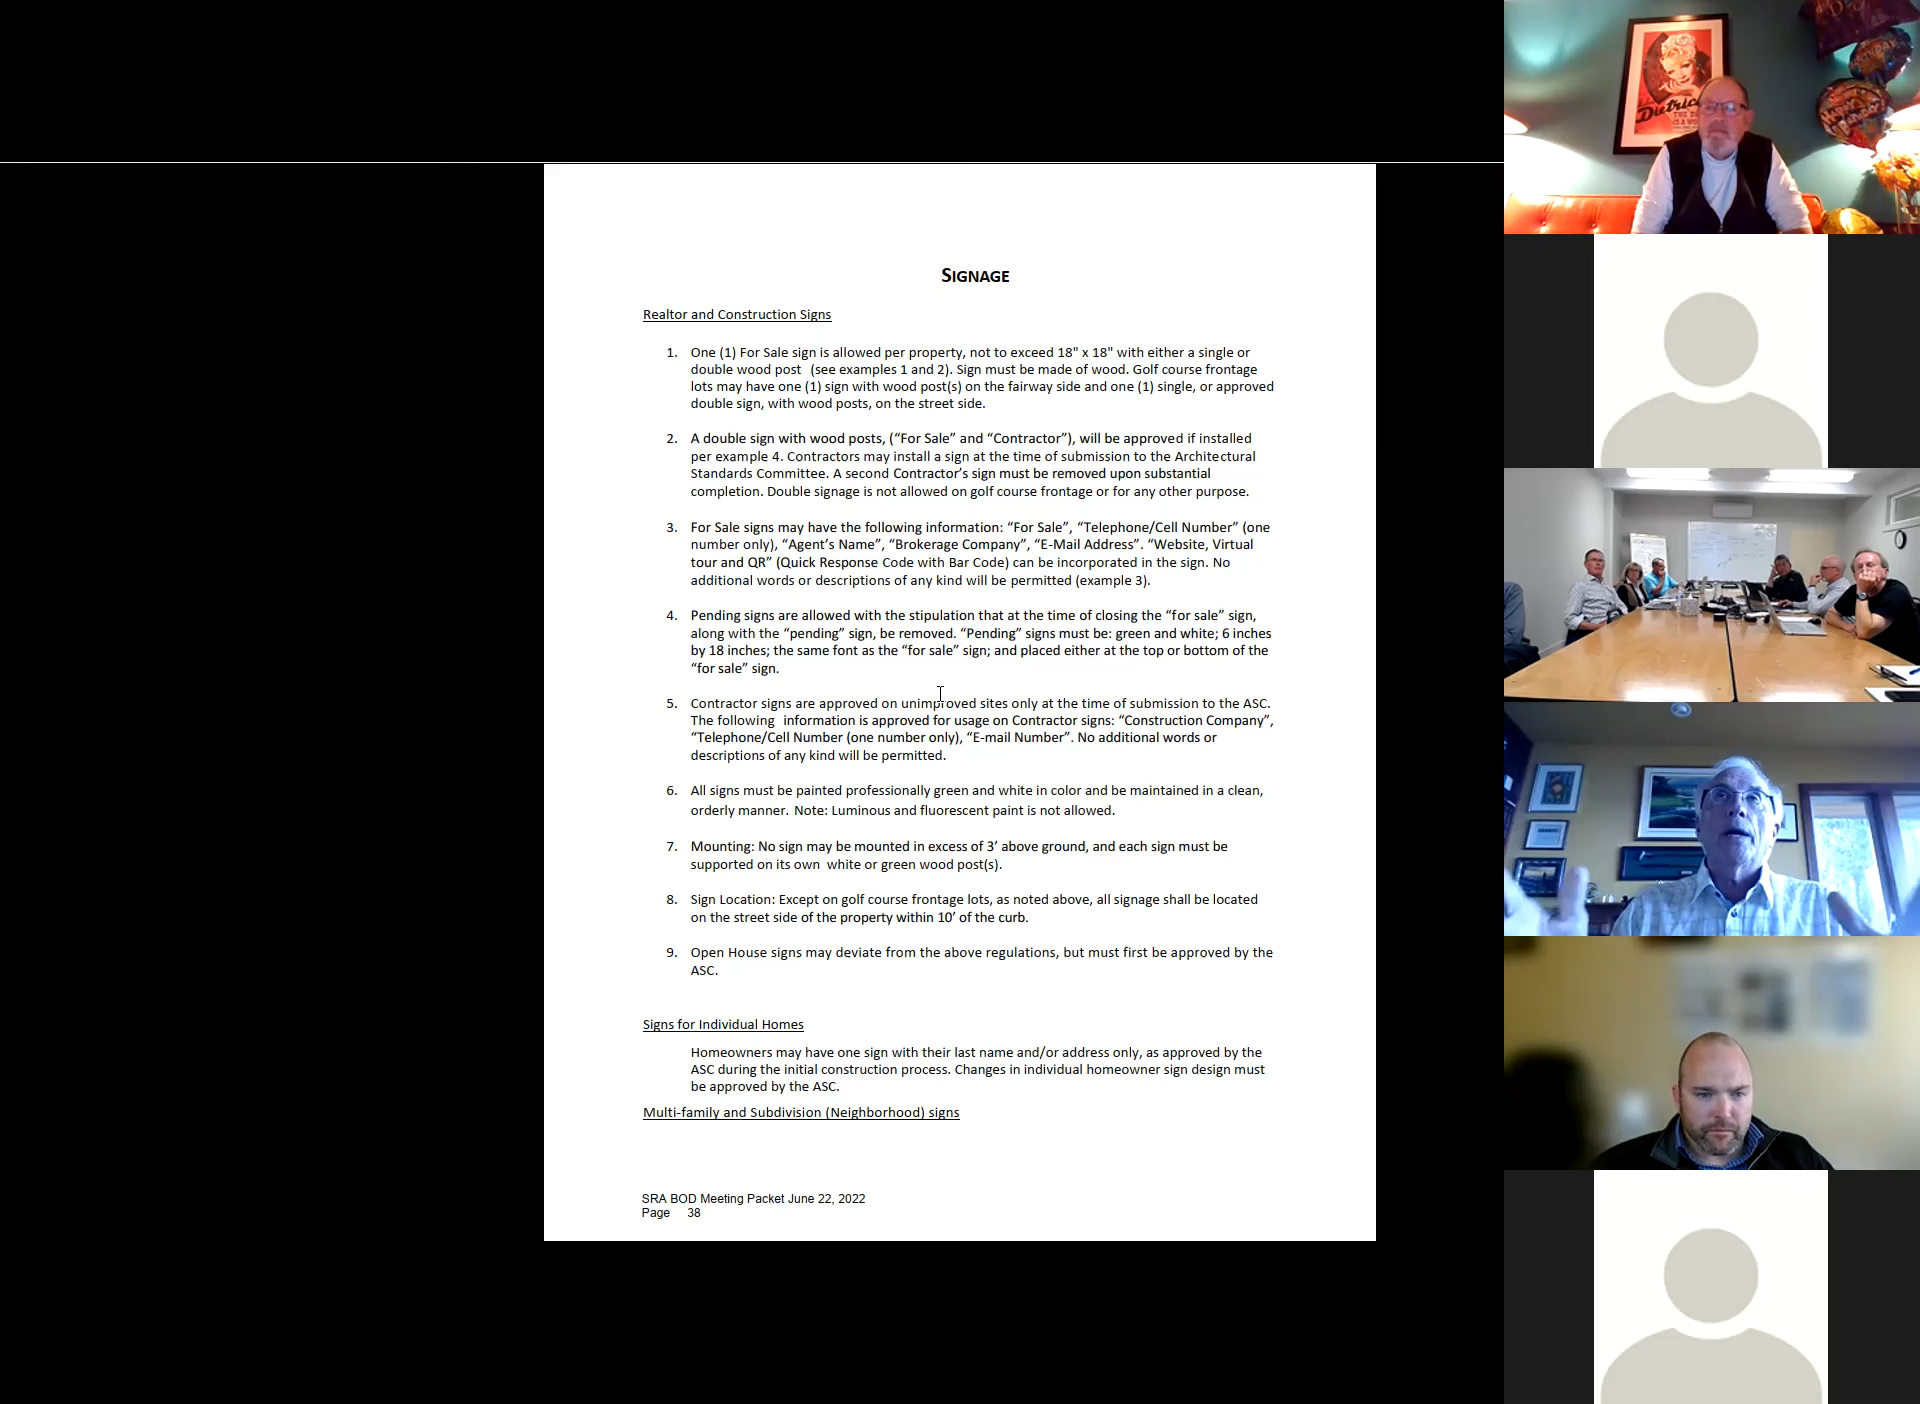 SIGNAGE
Realtor and Construction Signs
1. One (1) For Sale sign is allowed per property, not to exceed 18" x 18" with either a single or
double wood post (see examples 1 and 2). Sign must be made of wood. Golf course frontage
lots may have one (1) sign with wood post(s) on the fairway side and one (1) single, or approved
double sign, with wood posts, on the street side.
2. A double sign with wood posts, (“For Sale” and “Contractor”), will be approved if installed
per example 4. Contractors may install a sign at the time of submission to the Architectural
Standards Committee. A second Contractor’s sign must be removed upon substantial
completion. Double signage is not allowed on golf course frontage or for any other purpose.
3. For Sale signs may have the following information: “For Sale”, “Telephone/Cell Number” (one
number only), “Agent’s Name”, “Brokerage Company”, “E-Mail Address”. “Website, Virtual
tour and QR” (Quick Response Code with Bar Code) can be incorporated in the sign. No
additional words or descriptions of any kind will be permitted (example 3).
4. Pending signs are allowed with the stipulation that at the time of closing the “for sale” sign,
along with the “pending” sign, be removed. “Pending” signs must be: green and white; 6 inches
by 18 inches; the same font as the “for sale” sign; and placed either at the top or bottom of the
“for sale” sign.
5. Contractor signs are approved on unimproved sites only at the time of submission to the ASC.
The following information is approved for usage on Contractor signs: “Construction Company”,
“Telephone/Cell Number (one number only), “E-mail Number”. No additional words or
descriptions of any kind will be permitted.
6. All signs must be painted professionally green and white in color and be maintained in a clean,
orderly manner. Note: Luminous and fluorescent paint is not allowed.
7. Mounting: No sign may be mounted in excess of 3’ above ground, and each sign must be
supported on its own white or green wood post(s).
8. Sign Location: Except on golf course frontage lots, as noted above, all signage shall be located
on the street side of the property within 10’ of the curb.
9. Open House signs may deviate from the above regulations, but must first be approved by the
ASC.
Signs for Individual Homes
Homeowners may have one sign with their last name and/or address only, as approved by the
ASC during the initial construction process. Changes in individual homeowner sign design must
be approved by the ASC.
Multi-family and Subdivision (Neighborhood) signs
SRA BOD Meeting Packet June 22, 2022
Page 38
Dietrich